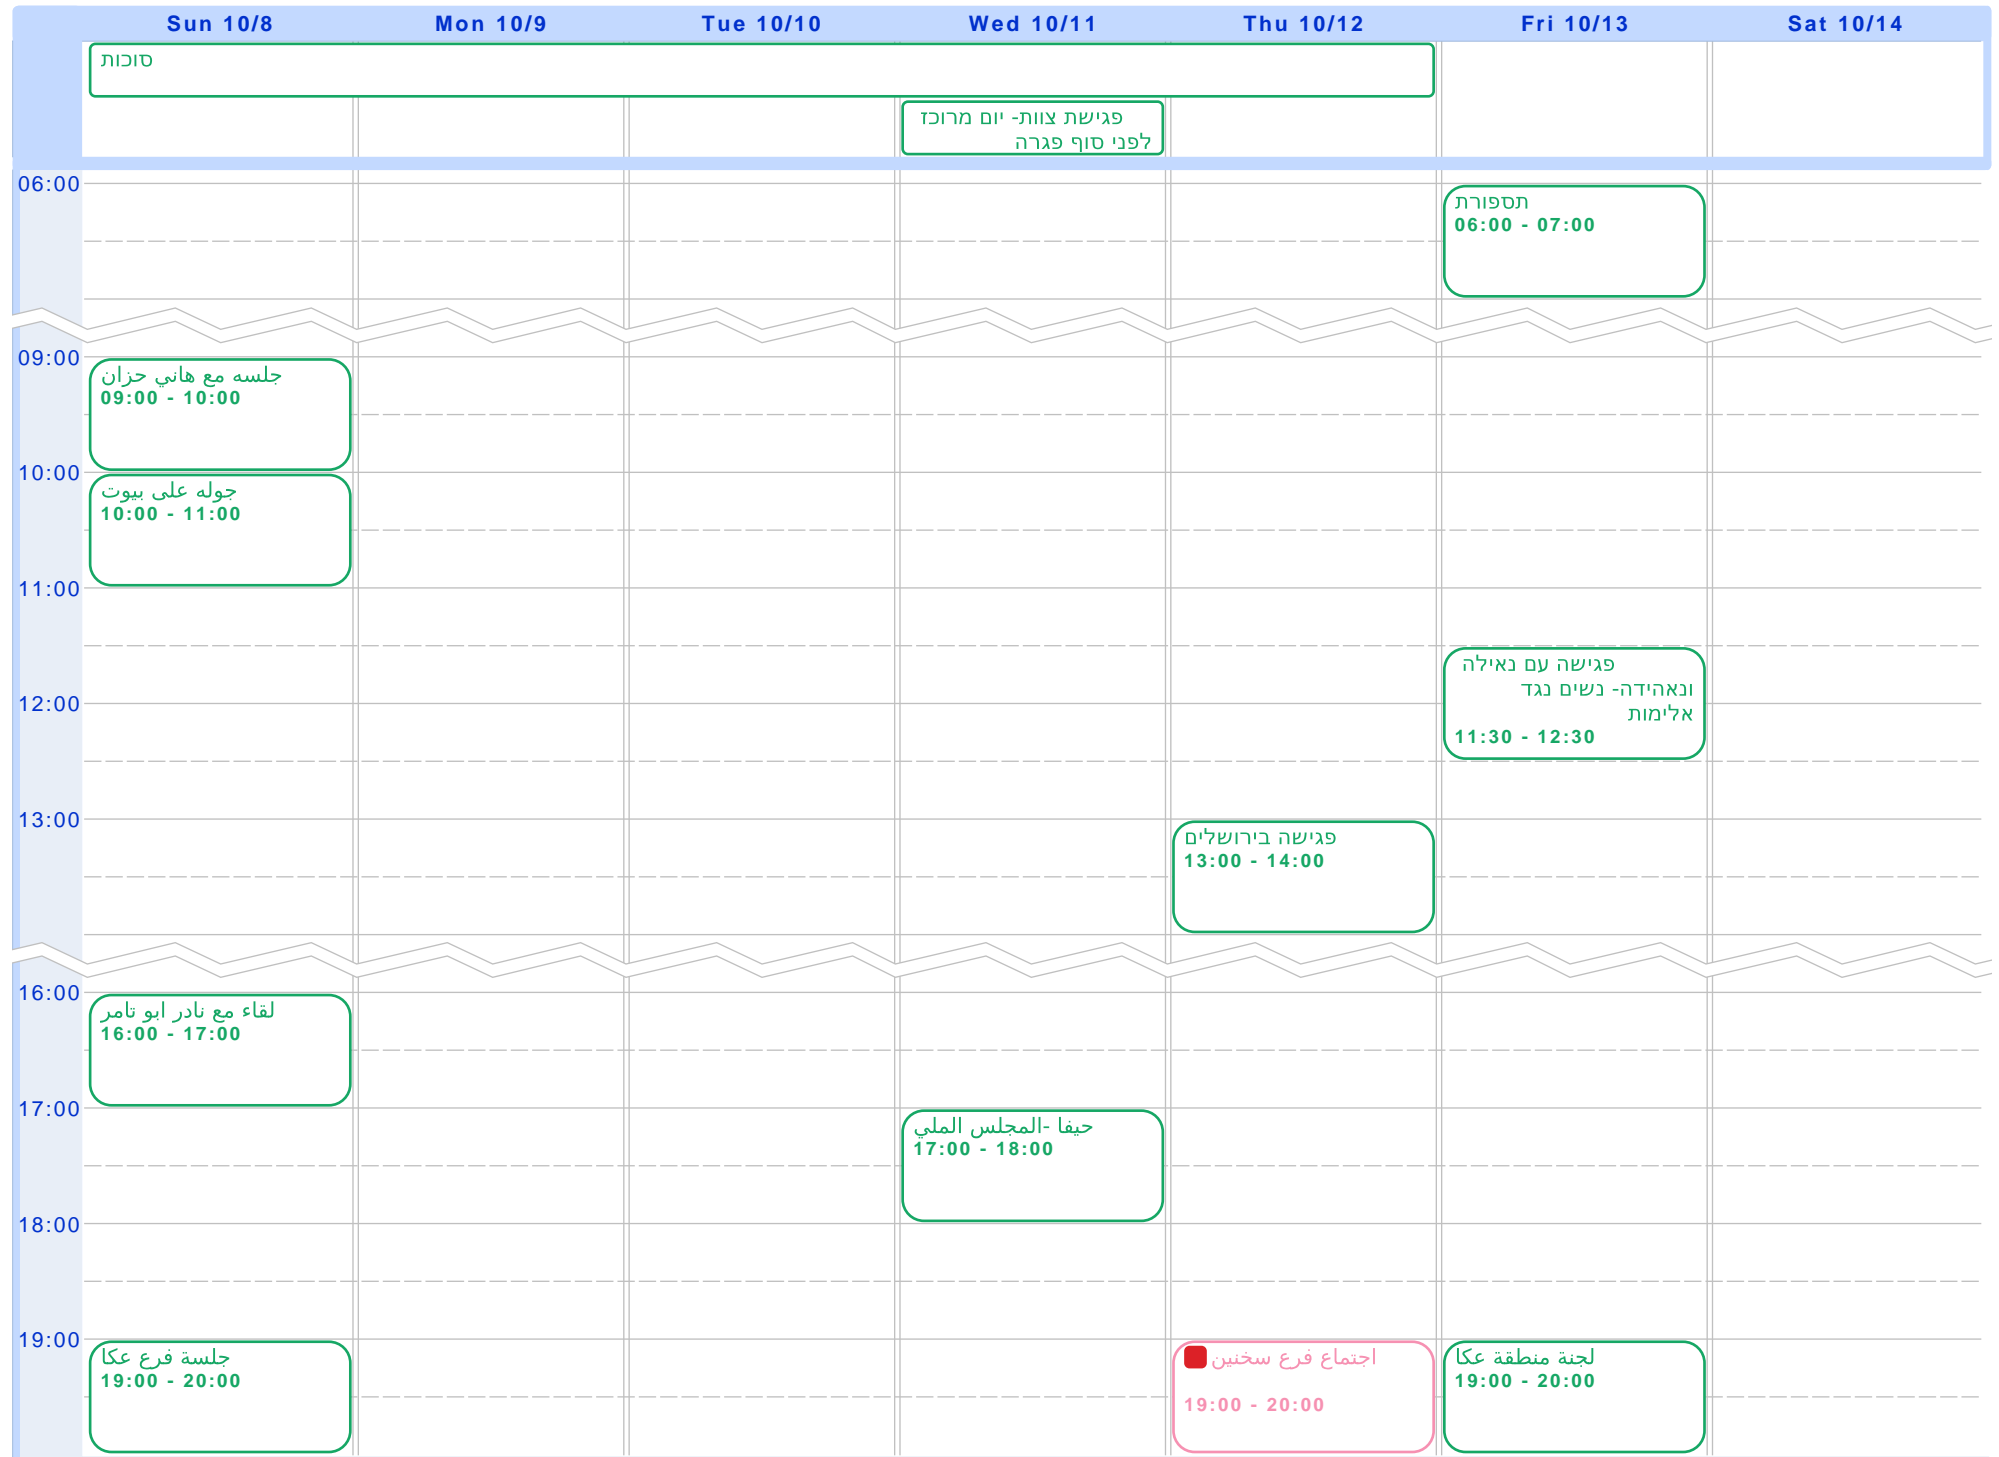 Sun 10/8
Mon 10/9
Tue 10/10
Wed 10/11
Thu 10/12
Fri 10/13
Sat 10/14
סוכות
פגישת צוות- יום מרוכז
לפני סוף פגרה
06:00
תספורת
06:00 - 07:00
09:00
جلسه مع هاني حزان
09:00 - 10:00
10:00
جوله على بيوت
10:00 - 11:00
11:00
פגישה עם נאילה
ונאהידה- נשים נגד
אלימות
11:30 - 12:30
12:00
13:00
פגישה בירושלים
13:00 - 14:00
16:00
لقاء مع نادر ابو تامر
16:00 - 17:00
17:00
حيفا -المجلس الملي
17:00 - 18:00
18:00
19:00
جلسة فرع عكا
19:00 - 20:00
اجتماع فرع سخنين
19:00 - 20:00
لجنة منطقة عكا
19:00 - 20:00